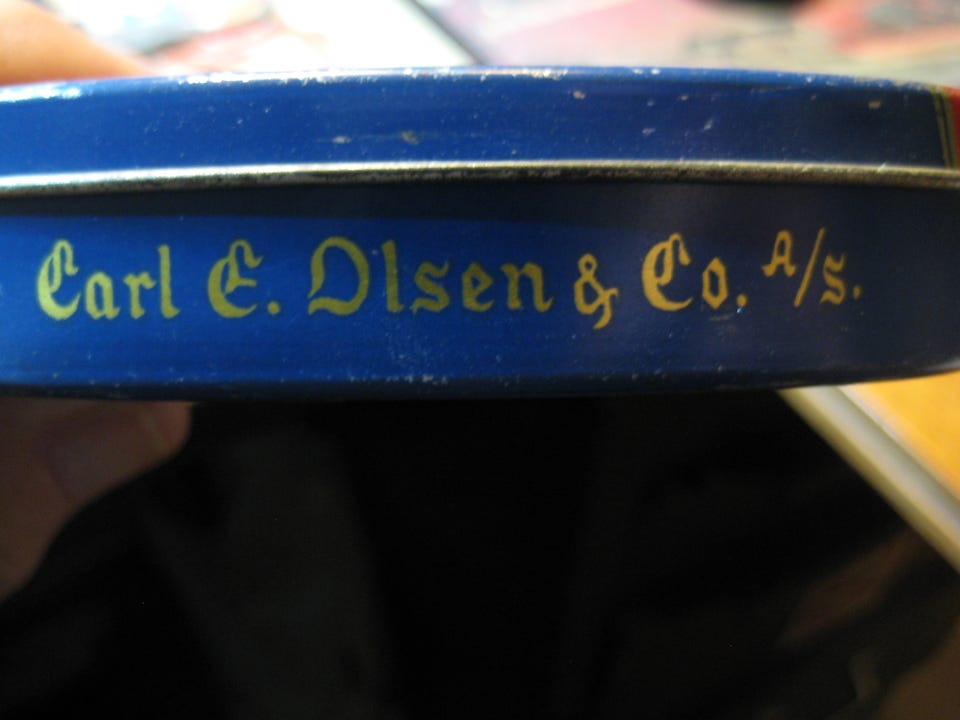 Carl E. Olsen & Co. A/s.